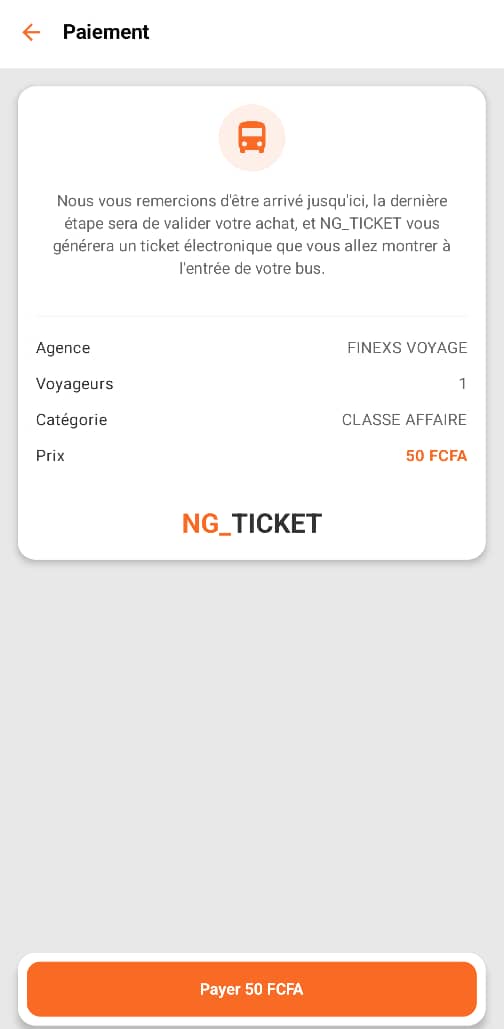 Paiement
Nous vous remercions d'être arrivé jusqu'ici, la dernière
étape sera de valider votre achat, et NG_TICKET vous
générera un ticket électronique que vous allez montrer à
l'entrée de votre bus.
Agence FINEXS VOYAGE
Voyageurs 1
Catégorie CLASSE AFFAIRE
Prix 50 FCFA
NG_TICKET
Payer 50 FCFA